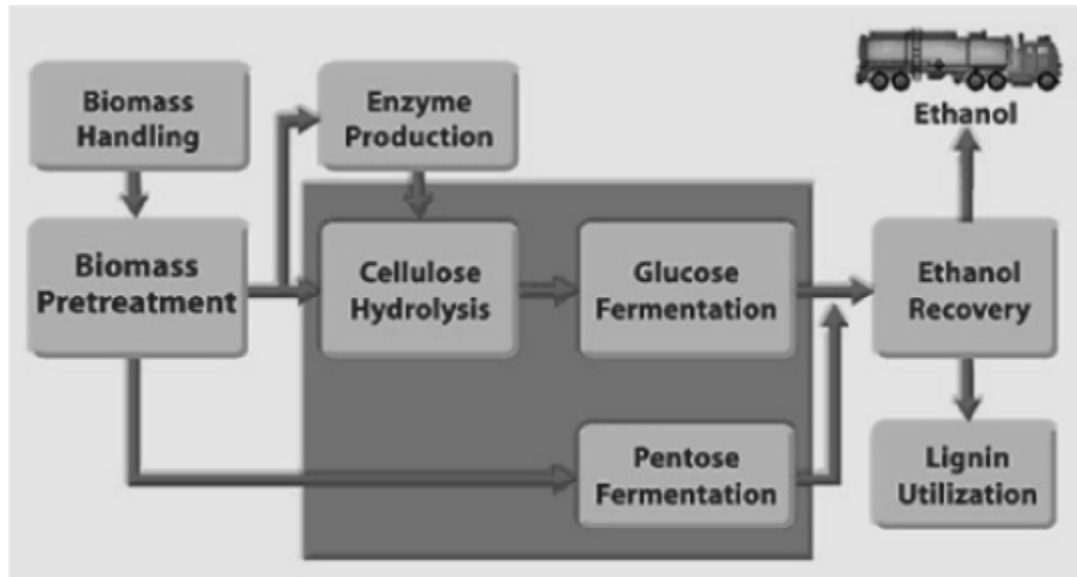 Biomass
Handling
Enzyme
Production
Ethanol
Biomass
Pretreatment
Cellulose
Hydrolysis
Glucose
Fermentation
Ethanol
Recovery
Pentose
Fermentation
Lignin
Utilization